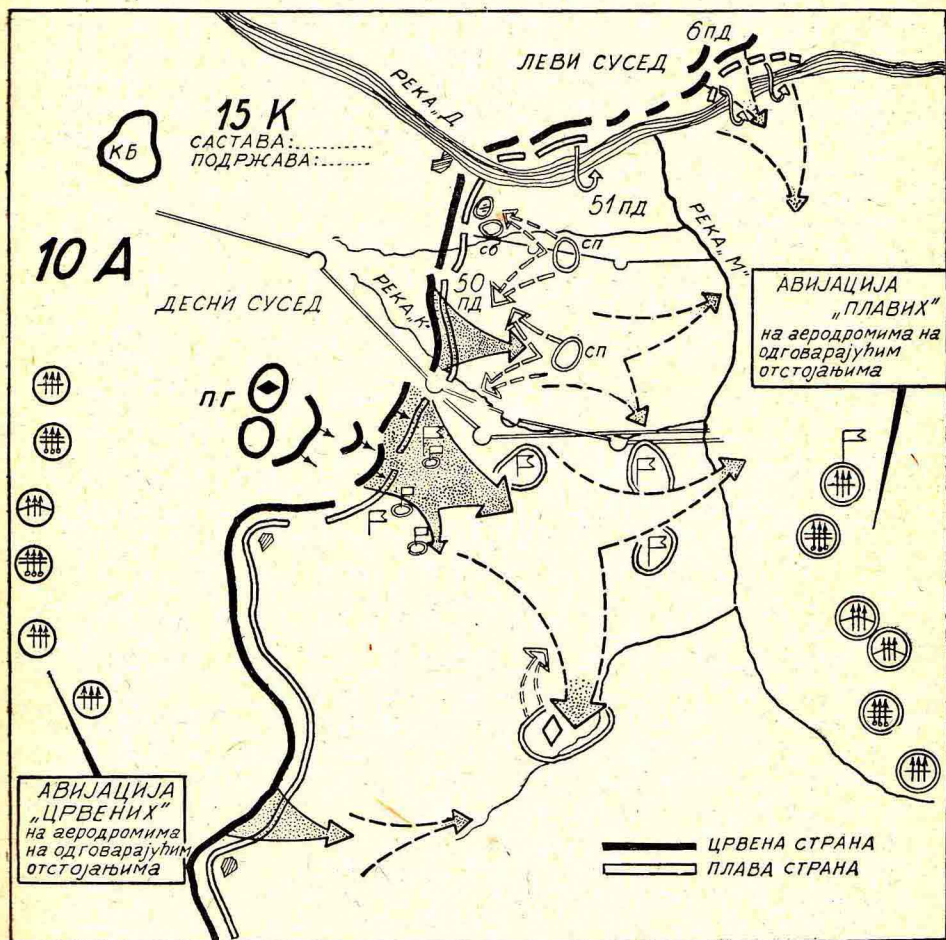 6 ПД
ЛЕВИ СУСЕД
РЕКА „Д
15 К
САСТАВА:..........
ПОДРЖАВА:..........
КБ
51 ПД
РЕКА „М"
сп
сб
10 А
50
ПД
РЕКА „К"
ДЕСНИ СУСЕД
сп
АВИЈАЦИЈА
„ПЛАВИХ"
на аеродромима на
одговарајућим
отстојањима
ПГ
АВИЈАЦИЈА
„ЦРВЕНИХ"
на аеродромима
на одговарајућим
отстојањима
ЦРВЕНА СТРАНА
ПЛАВА СТРАНА